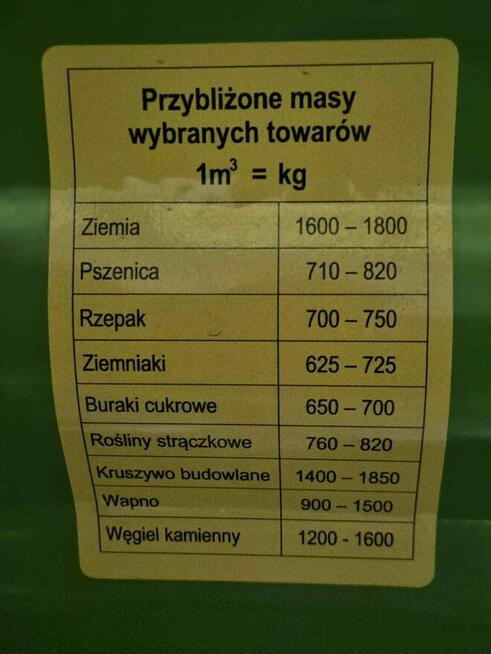 Przybliżone masy
wybranych towarów
1m³ = kg
Ziemia 1600 – 1800
Pszenica 710 – 820
Rzepak 700 – 750
Ziemniaki 625 – 725
Buraki cukrowe 650 – 700
Rośliny strączkowe 760 – 820
Kruszywo budowlane 1400 – 1850
Wapno 900 – 1500
Węgiel kamienny 1200 - 1600